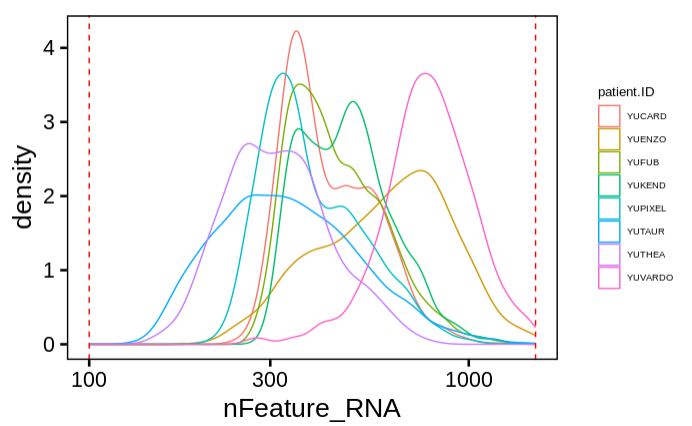 density
4
3
2
1
0
100
300
1000
nFeature_RNA
patient.ID
YUCARD
YUENZO
YUFUB
YUKEND
YUPIXEL
YUTAUR
YUTHEA
YUVARDO